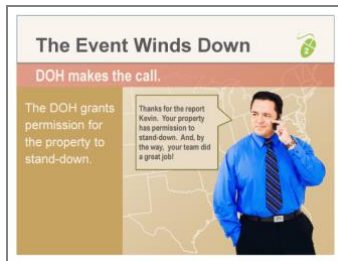 The Event Winds Down
DOH makes the call.
The DOH grants
permission for
the property to
stand-down.
Thanks for the report
Kevin. Your property
has permission to
stand-down. And, by
the way, your team did
a great job!